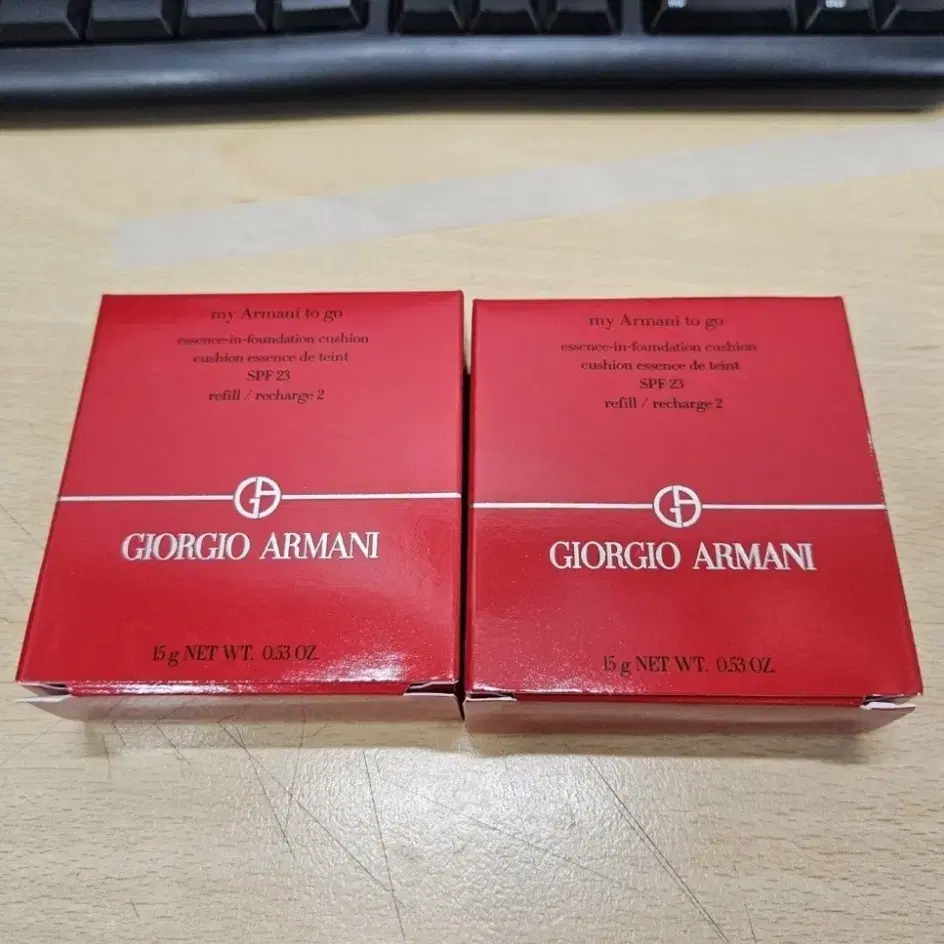 my Armani to go
essence-in-foundation cushion
cushion essence de teint
SPF 23
refill / recharge 2
GA
GIORGIO ARMANI
15 g NET WT. 0.53 OZ.
my Armani to go
essence-in-foundation cushion
cushion essence de teint
SPF 23
refill / recharge 2
GA
GIORGIO ARMANI
15 g NET WT. 0.53 OZ.